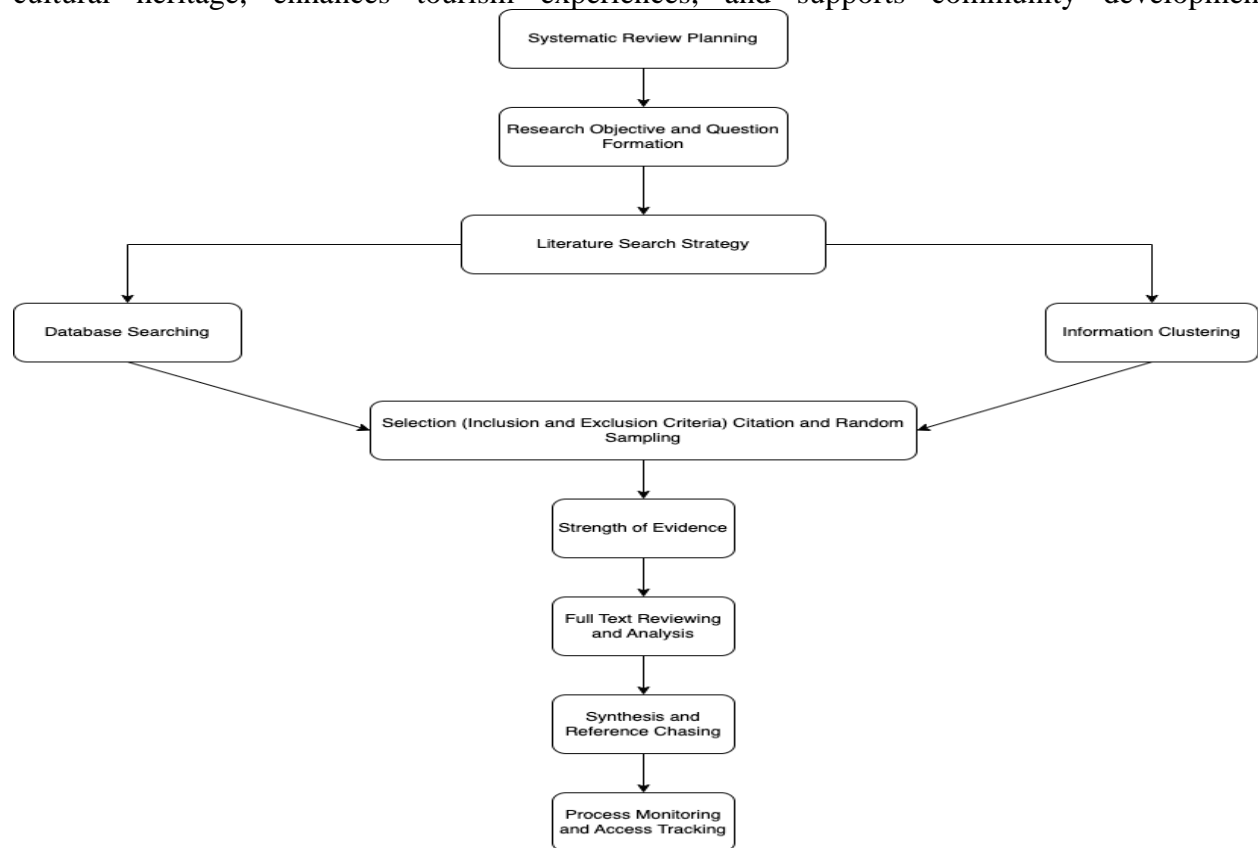 cultural heritage, enhances tourism experiences, and supports community development
Systematic Review Planning
Research Objective and Question
Formation
Literature Search Strategy
Database Searching
Information Clustering
Selection (Inclusion and Exclusion Criteria) Citation and Random
Sampling
Strength of Evidence
Full Text Reviewing
and Analysis
Synthesis and
Reference Chasing
Process Monitoring
and Access Tracking